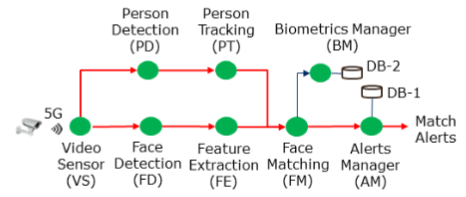 Person
Detection
(PD)
Person
Tracking
(PT)
Biometrics Manager
(BM)
DB-2
DB-1
5G
Match
Alerts
Video
Sensor
(VS)
Face
Detection
(FD)
Feature
Extraction
(FE)
Face
Matching
(FM)
Alerts
Manager
(AM)